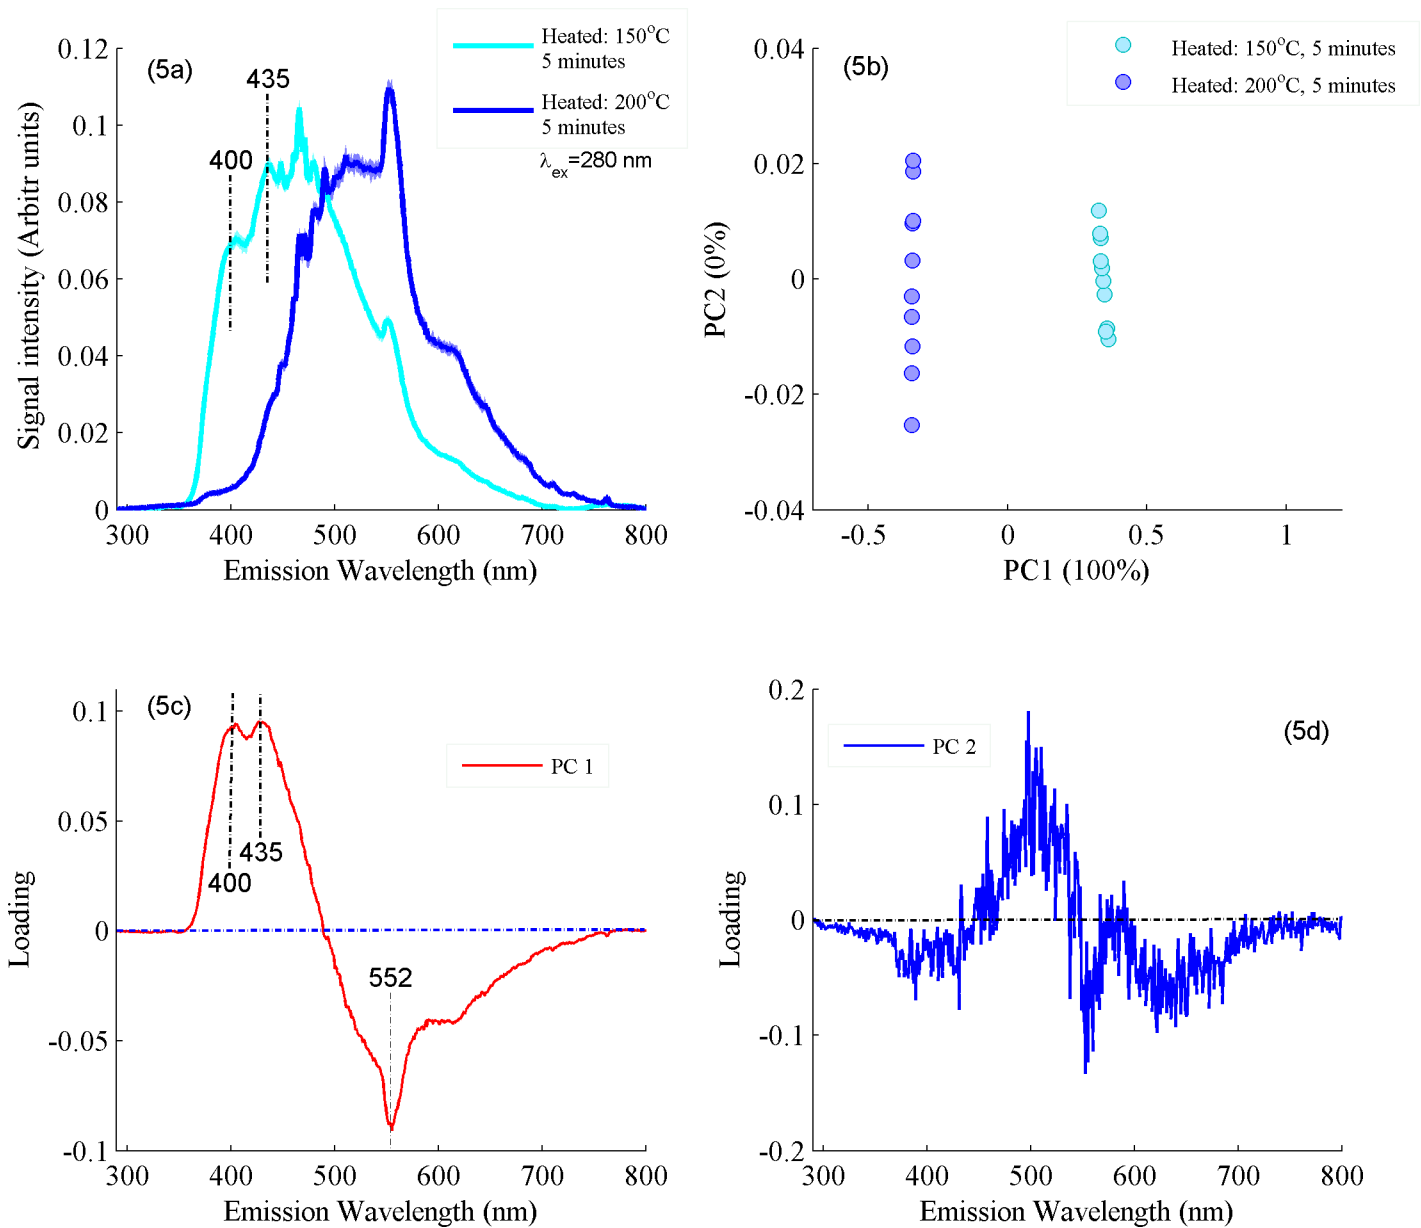 (5a)
435
400
Heated: 150°C
5 minutes
Heated: 200°C
5 minutes
λex=280 nm
0.12
0.1
0.08
0.06
0.04
0.02
0
300 400 500 600 700 800
Signal intensity (Arbitr units)
Emission Wavelength (nm)
(5b)
Heated: 150°C, 5 minutes
Heated: 200°C, 5 minutes
0.04
0.02
0
-0.02
-0.04
-0.5 0 0.5 1
PC2 (0%)
PC1 (100%)
(5c)
PC 1
400
435
552
0.1
0.05
0
-0.05
-0.1
300 400 500 600 700 800
Loading
Emission Wavelength (nm)
(5d)
PC 2
0.2
0.1
0
-0.1
-0.2
300 400 500 600 700 800
Loading
Emission Wavelength (nm)